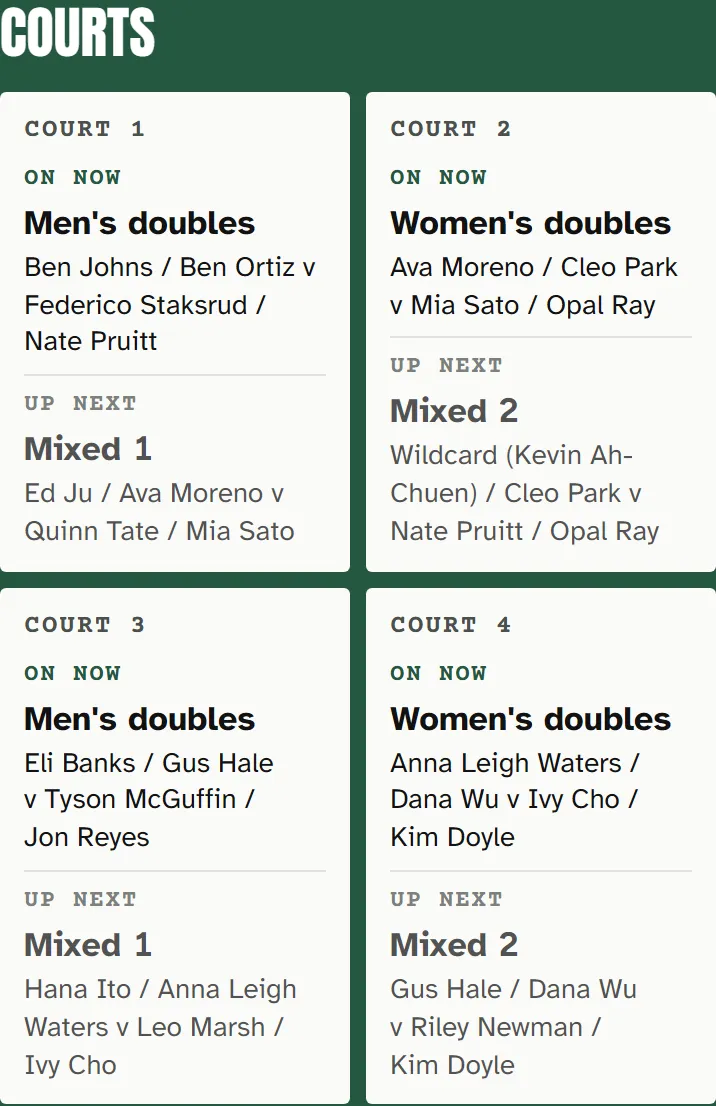 COURTS
COURT 1
ON NOW
Men's doubles
Ben Johns / Ben Ortiz v
Federico Staksrud /
Nate Pruitt
UP NEXT
Mixed 1
Ed Ju / Ava Moreno v
Quinn Tate / Mia Sato
COURT 2
ON NOW
Women's doubles
Ava Moreno / Cleo Park
v Mia Sato / Opal Ray
UP NEXT
Mixed 2
Wildcard (Kevin Ah-
Chuen) / Cleo Park v
Nate Pruitt / Opal Ray
COURT 3
ON NOW
Men's doubles
Eli Banks / Gus Hale
v Tyson McGuffin /
Jon Reyes
UP NEXT
Mixed 1
Hana Ito / Anna Leigh
Waters v Leo Marsh /
Ivy Cho
COURT 4
ON NOW
Women's doubles
Anna Leigh Waters /
Dana Wu v Ivy Cho /
Kim Doyle
UP NEXT
Mixed 2
Gus Hale / Dana Wu
v Riley Newman /
Kim Doyle